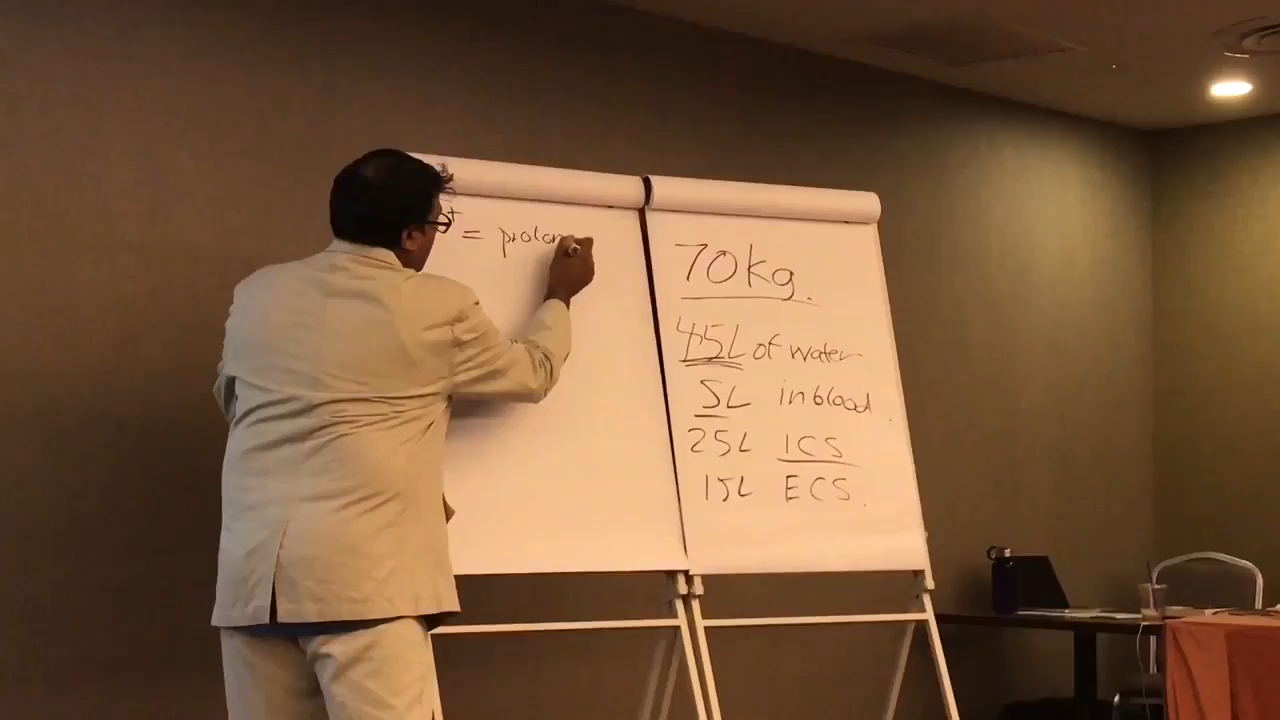 + = proton
70kg.
45L of water
5L in blood.
25L ICS
15L ECS.